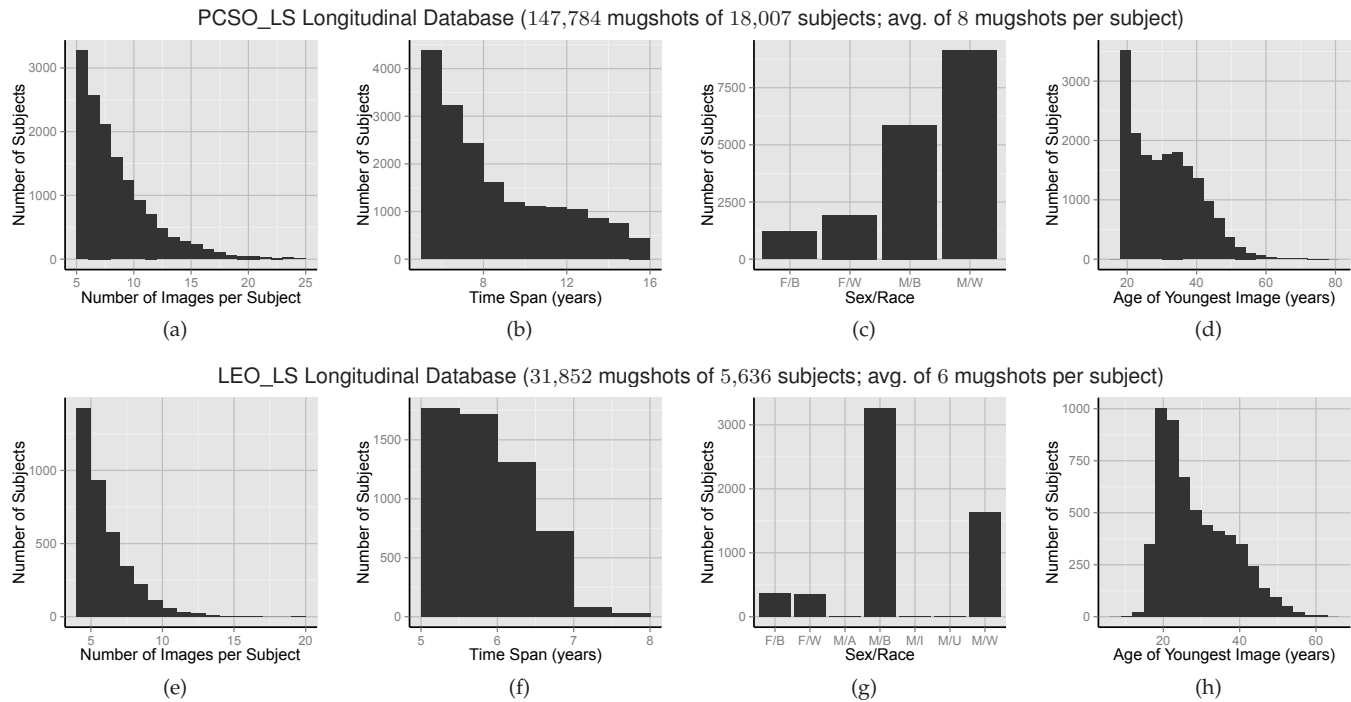 PCSO_LS Longitudinal Database (147,784 mugshots of 18,007 subjects; avg. of 8 mugshots per subject)
Number of Subjects
3000
2000
1000
0
5 10 15 20 25
Number of Images per Subject
(a)
Number of Subjects
4000
3000
2000
1000
0
8 12 16
Time Span (years)
(b)
Number of Subjects
7500
5000
2500
0
F/B F/W M/B M/W
Sex/Race
(c)
Number of Subjects
3000
2000
1000
0
20 40 60 80
Age of Youngest Image (years)
(d)
LEO_LS Longitudinal Database (31,852 mugshots of 5,636 subjects; avg. of 6 mugshots per subject)
Number of Subjects
1000
500
0
5 10 15 20
Number of Images per Subject
(e)
Number of Subjects
1500
1000
500
0
5 6 7 8
Time Span (years)
(f)
Number of Subjects
3000
2000
1000
0
F/B F/W M/A M/B M/I M/U M/W
Sex/Race
(g)
Number of Subjects
1000
750
500
250
0
20 40 60
Age of Youngest Image (years)
(h)